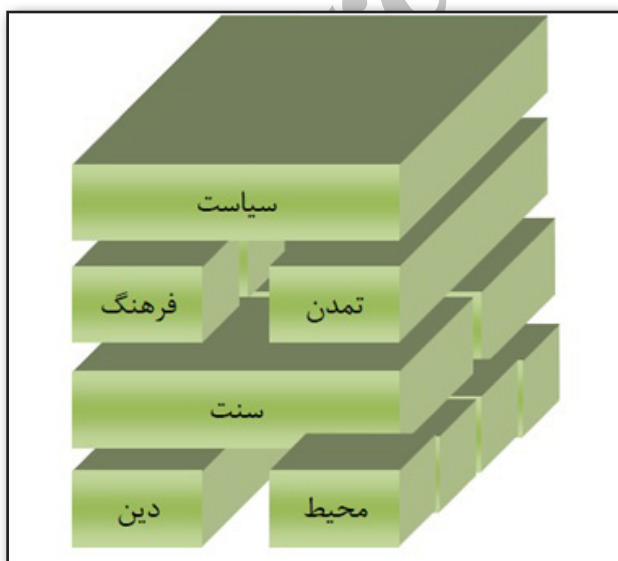 سیاست
تمدن
فرهنگ
سنت
محیط
دین